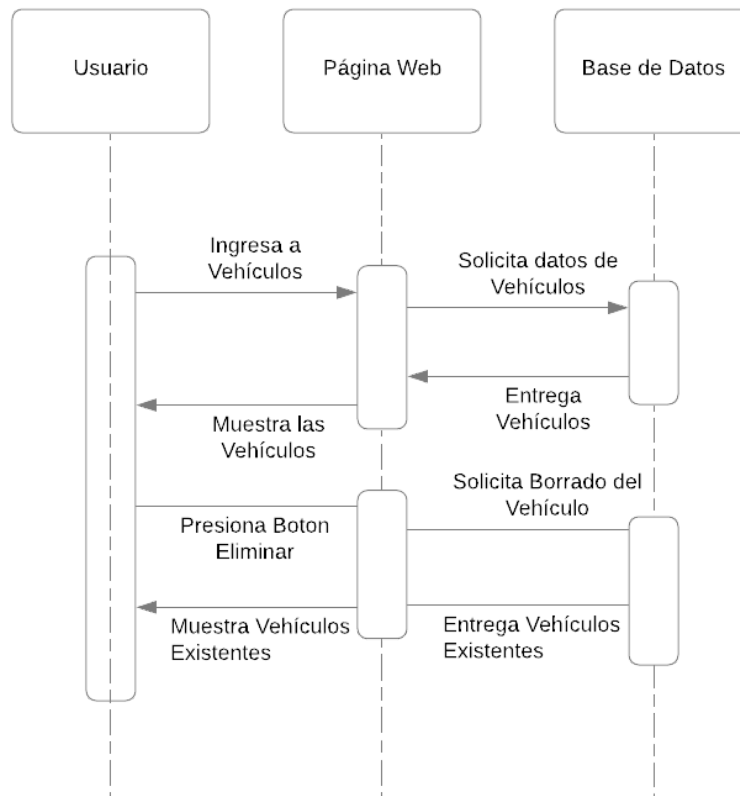 Usuario
Página Web
Base de Datos
Ingresa a
Vehículos
Solicita datos de
Vehículos
Entrega
Vehículos
Muestra las
Vehículos
Solicita Borrado del
Vehículo
Presiona Boton
Eliminar
Muestra Vehículos
Existentes
Entrega Vehículos
Existentes